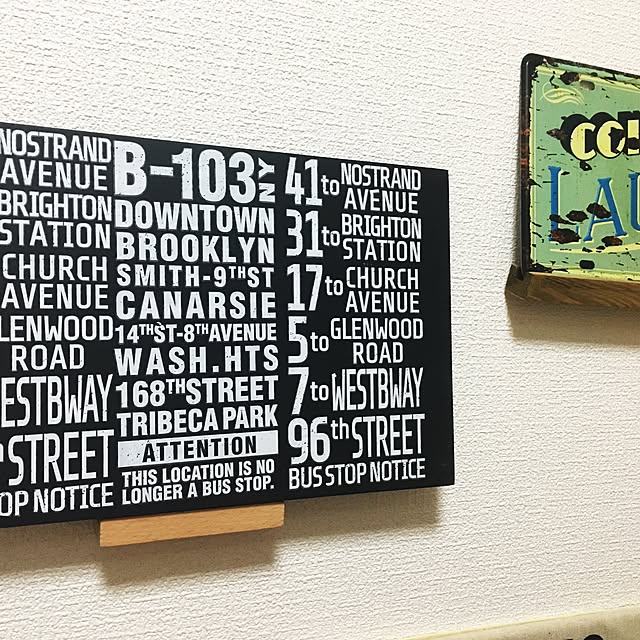 NOSTRAND
AVENUE
BRIGHTON
STATION
CHURCH
AVENUE
LENWOOD
ROAD
ESTBWAY
STREET
OP NOTICE
B-103 NY
DOWNTOWN
BROOKLYN
SMITH-9TH ST
CANARSIE
14TH ST-8TH AVENUE
WASH.HTS
168TH STREET
TRIBECA PARK
ATTENTION
THIS LOCATION IS NO
LONGER A BUS STOP.
41 to NOSTRAND
AVENUE
31 to BRIGHTON
STATION
17 to CHURCH
AVENUE
5 to GLENWOOD
ROAD
7 to WESTBWAY
96th STREET
BUS STOP NOTICE
LAU